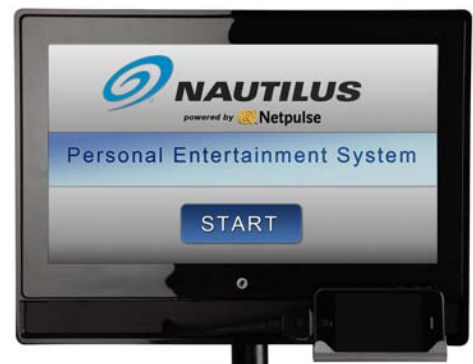 NAUTILUS
powered by Netpulse
Personal Entertainment System
START